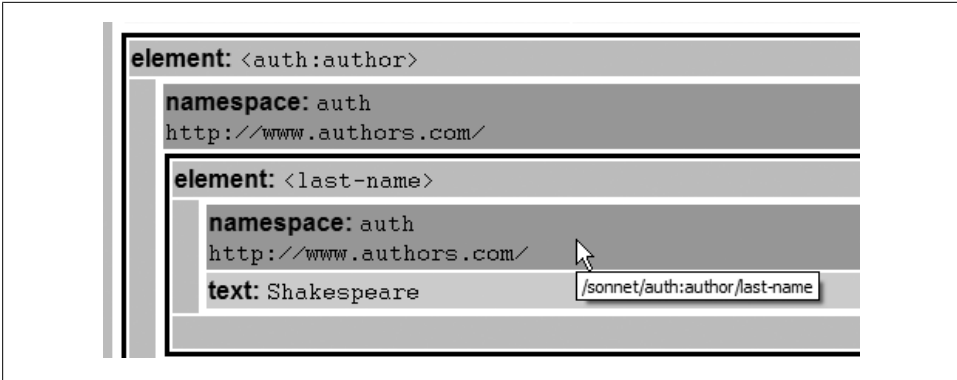 element: <auth:author>
namespace: auth
http://www.authors.com/
element: <last-name>
namespace: auth
http://www.authors.com/
text: Shakespeare
/sonnet/auth:author/last-name